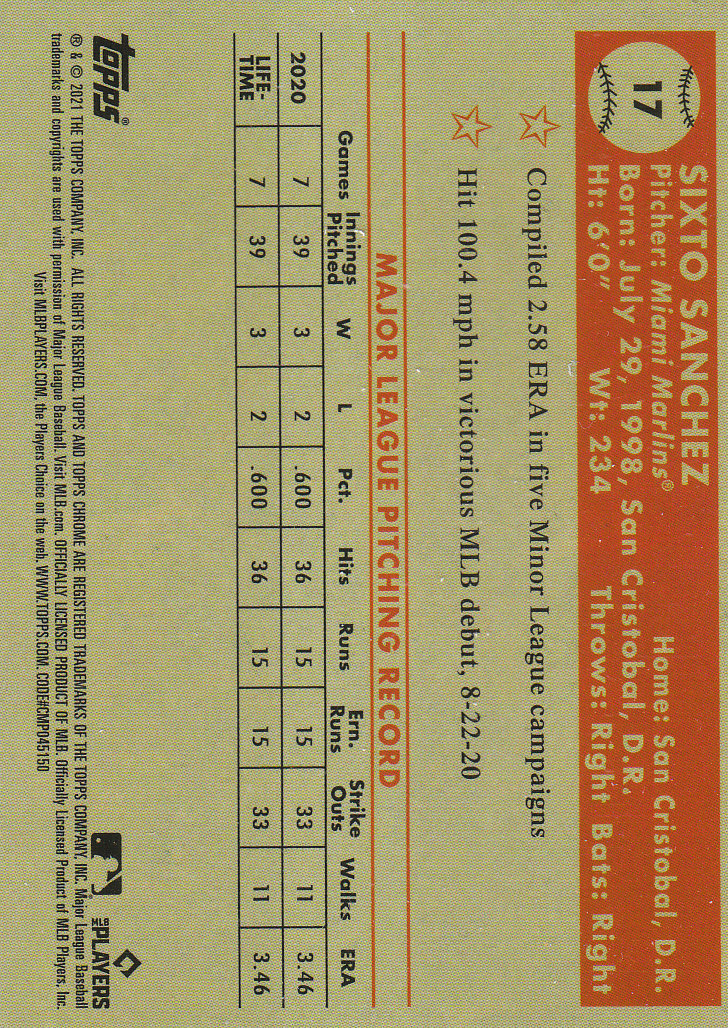 17
SIXTO SANCHEZ
Pitcher: Miami Marlins® Home: San Cristobal, D.R.
Born: July 29, 1998, San Cristobal, D.R.
Ht: 6'0" Wt: 234 Throws: Right Bats: Right
Compiled 2.58 ERA in five Minor League campaigns
Hit 100.4 mph in victorious MLB debut, 8-22-20
MAJOR LEAGUE PITCHING RECORD
Games Innings Pitched W L Pct. Hits Runs Ern. Runs Strike Outs Walks ERA
2020 7 39 3 2 .600 36 15 15 33 11 3.46
LIFE-TIME 7 39 3 2 .600 36 15 15 33 11 3.46
topps®
MLB PLAYERS
® & © 2021 THE TOPPS COMPANY, INC. ALL RIGHTS RESERVED. TOPPS AND TOPPS CHROME ARE REGISTERED TRADEMARKS OF THE TOPPS COMPANY, INC. Major League Baseball
trademarks and copyrights are used with permission of Major League Baseball. Visit MLB.com. OFFICIALLY LICENSED PRODUCT OF MLB. Officially Licensed Product of MLB Players, Inc.
Visit MLBPLAYERS.COM, the Players Choice on the web. WWW.TOPPS.COM. CODE#CMP045150